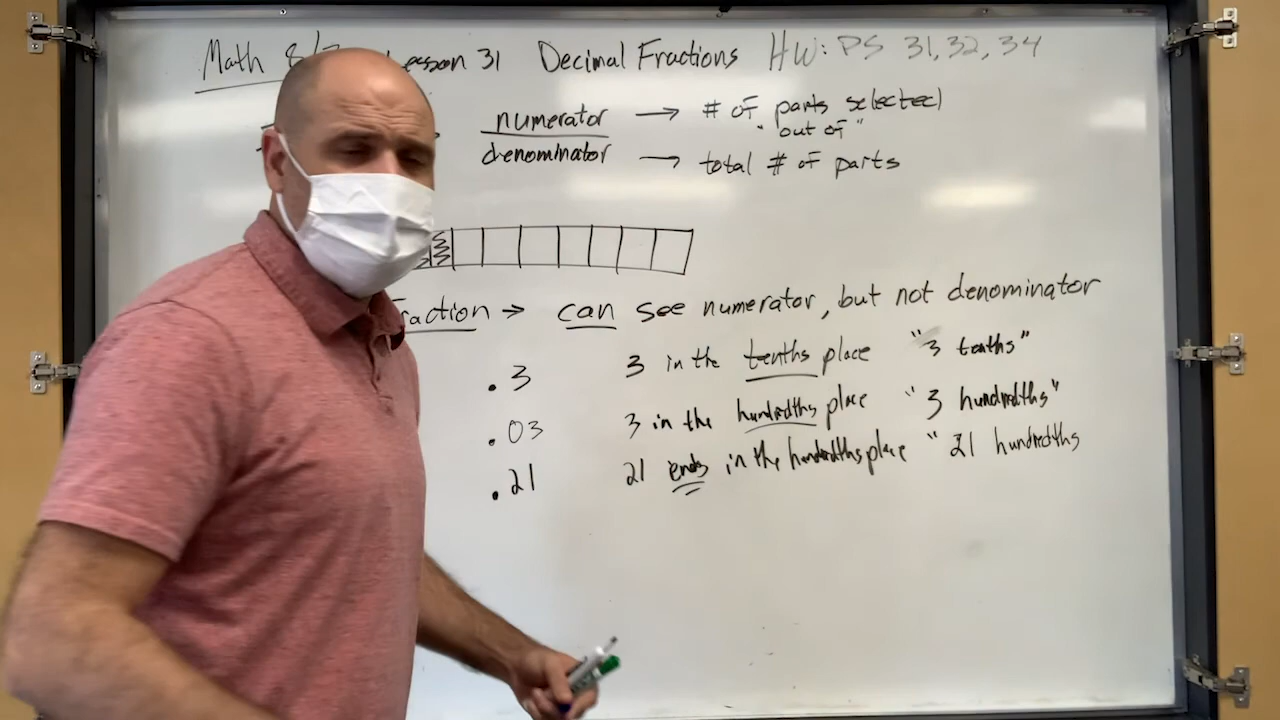 Math 8/7 Lesson 31 Decimal Fractions HW: PS 31, 32, 34
numerator → # of parts selected
"out of"
denominator → total # of parts
raction → can see numerator, but not denominator
.3 3 in the tenths place "3 tenths"
.03 3 in the hundredths place "3 hundredths"
.21 21 ends in the hundredths place "21 hundredths